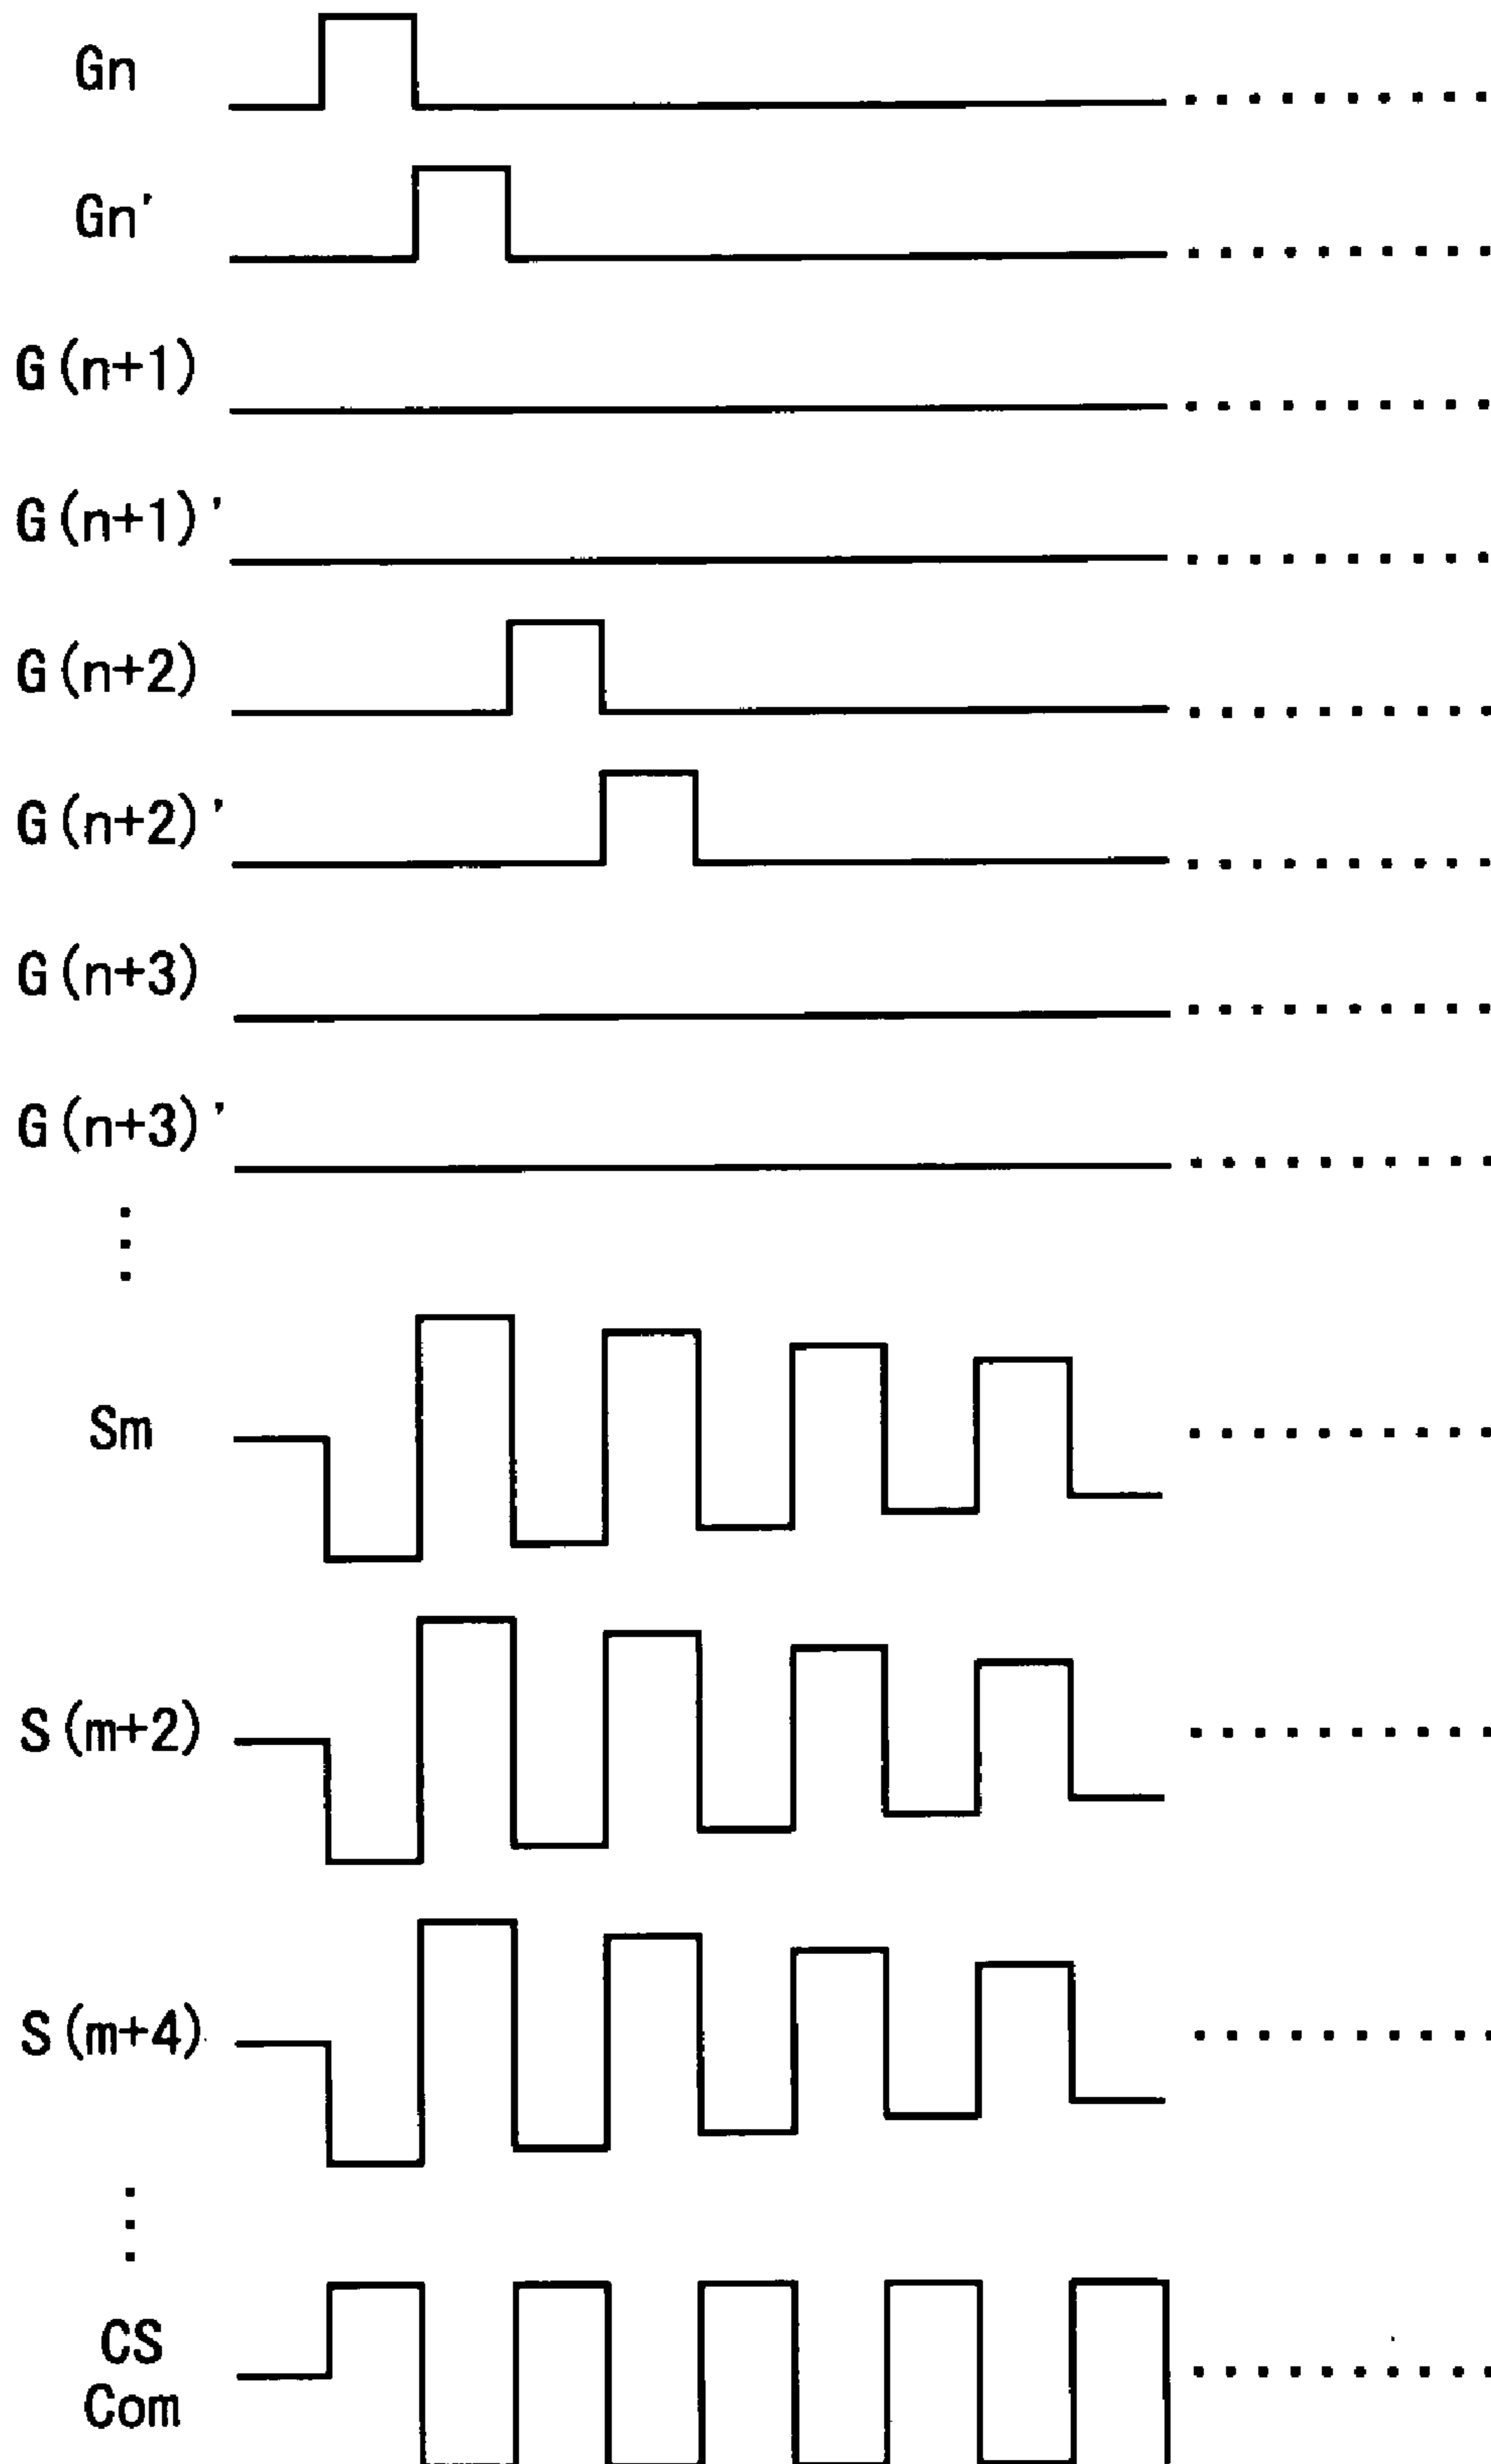 Gn
Gn'
G(n+1)
G(n+1)'
G(n+2)
G(n+2)'
G(n+3)
G(n+3)'
Sm
S(m+2)
S(m+4)
CS
Com